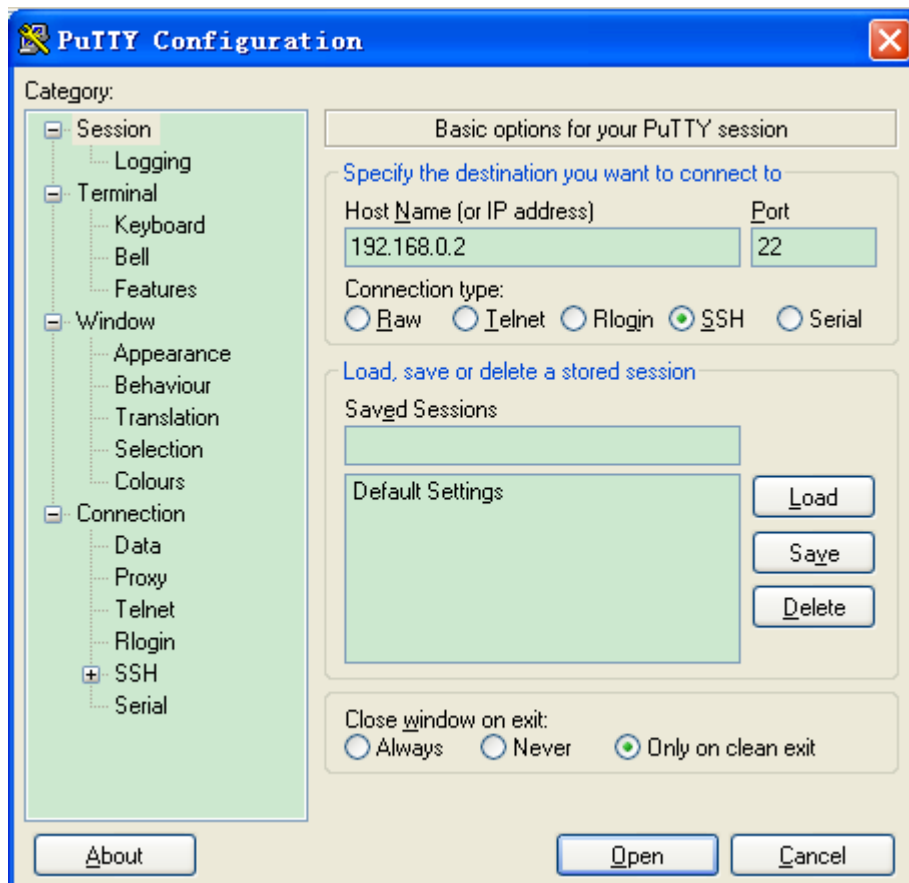 PuTTY Configuration
Category:
Session
Logging
Terminal
Keyboard
Bell
Features
Window
Appearance
Behaviour
Translation
Selection
Colours
Connection
Data
Proxy
Telnet
Rlogin
SSH
Serial
Basic options for your PuTTY session
Specify the destination you want to connect to
Host Name (or IP address) Port
192.168.0.2 22
Connection type:
Raw Telnet Rlogin SSH Serial
Load, save or delete a stored session
Saved Sessions
Default Settings
Load
Save
Delete
Close window on exit:
Always Never Only on clean exit
About Open Cancel